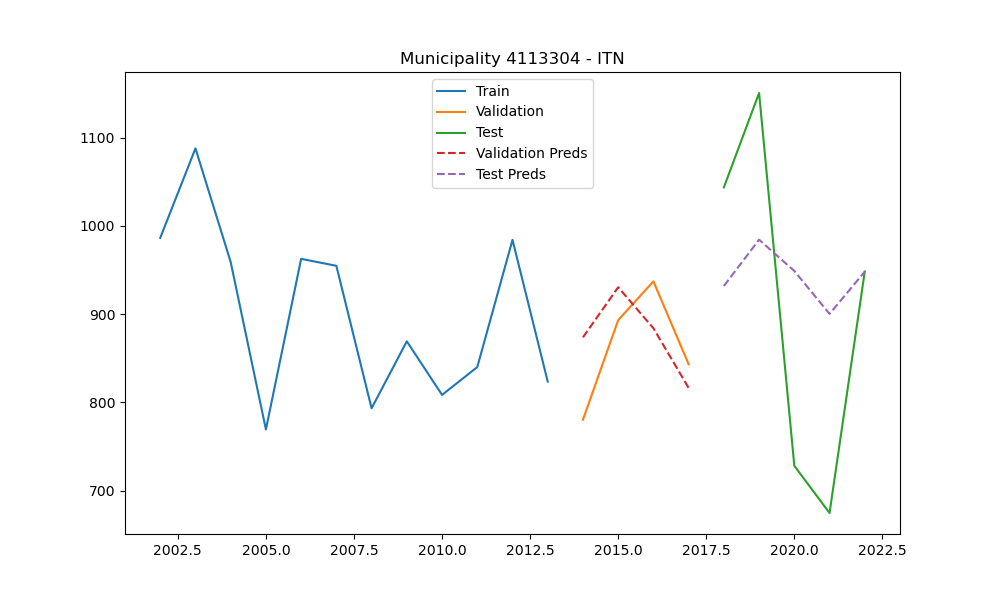 Municipality 4113304 - ITN
Train
Validation
Test
Validation Preds
Test Preds
1100
1000
900
800
700
2002.5 2005.0 2007.5 2010.0 2012.5 2015.0 2017.5 2020.0 2022.5